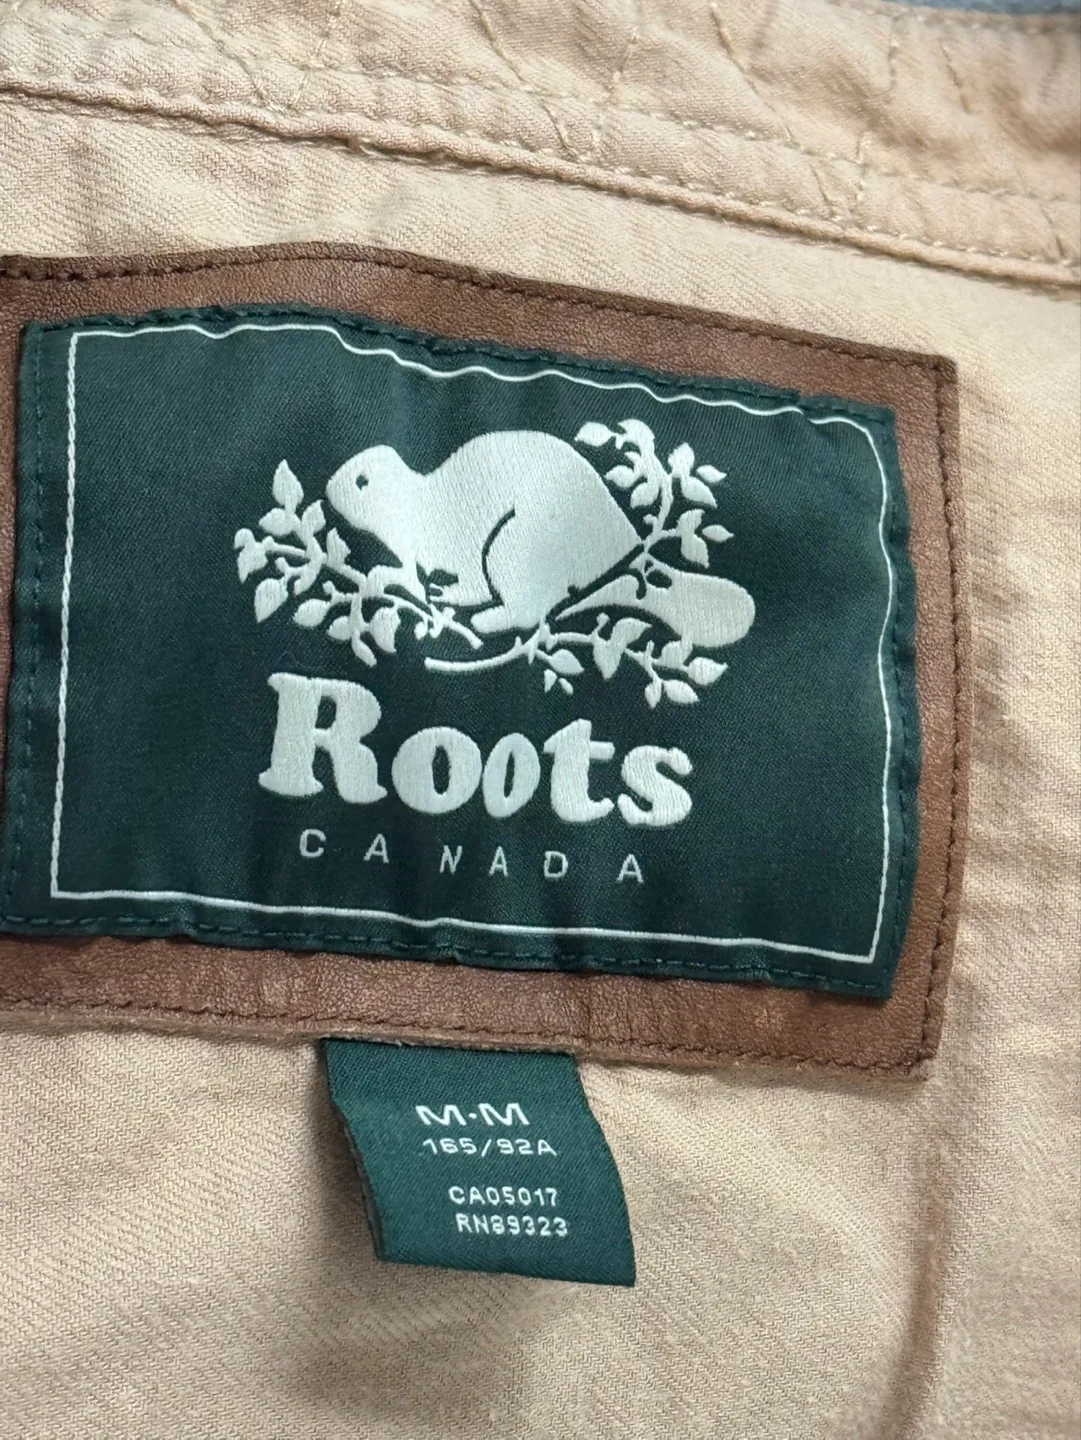 Roots
CANADA
M·M
165/92A
CA05017
RN89323